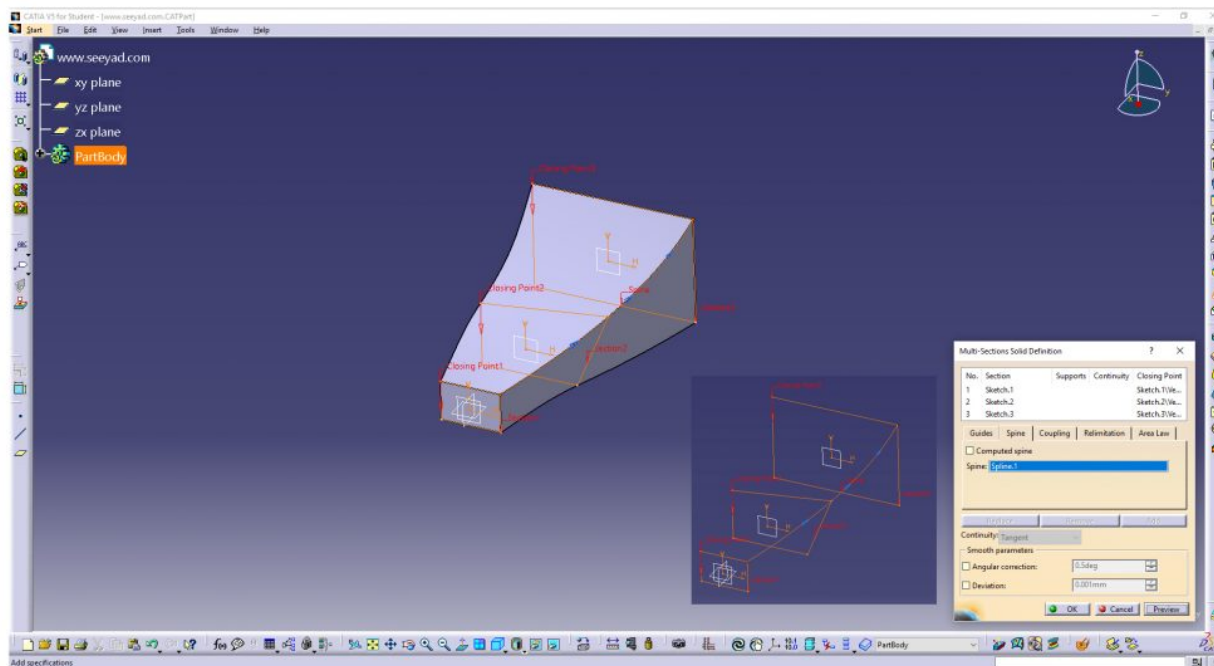 CATIA V5 for Student - [www.seeyad.com.CATPart]
Start File Edit View Insert Tools Window Help
www.seeyad.com
xy plane
yz plane
zx plane
PartBody
z
y
x
V
H
Closing Point2
Spine
V
H
Section2
Closing Point1
Multi-Sections Solid Definition ? X
No. Section Supports Continuity Closing Point
1 Sketch.1 Sketch.1\Ve...
2 Sketch.2 Sketch.2\Ve...
3 Sketch.3 Sketch.3\Ve...
Guides Spine Coupling Relimitation Area Law
Computed spine
Spine: Spline.1
Continuity: Tangent
Smooth parameters
Angular correction: 0.5deg
Deviation: 0.001mm
OK Cancel Preview
PartBody
Add specifications